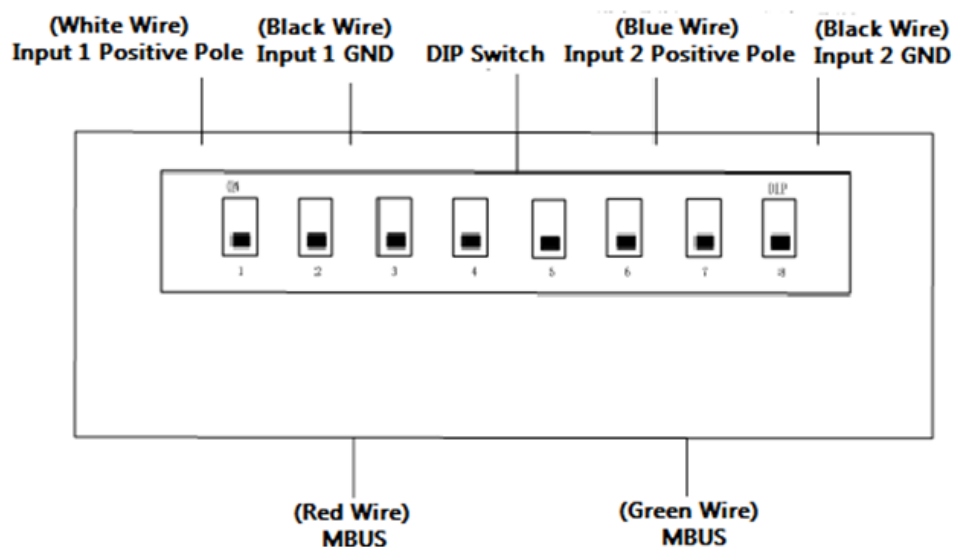 (White Wire)
Input 1 Positive Pole
(Black Wire)
Input 1 GND
DIP Switch
(Blue Wire)
Input 2 Positive Pole
(Black Wire)
Input 2 GND
ON
DIP
1 2 3 4 5 6 7 8
(Red Wire)
MBUS
(Green Wire)
MBUS